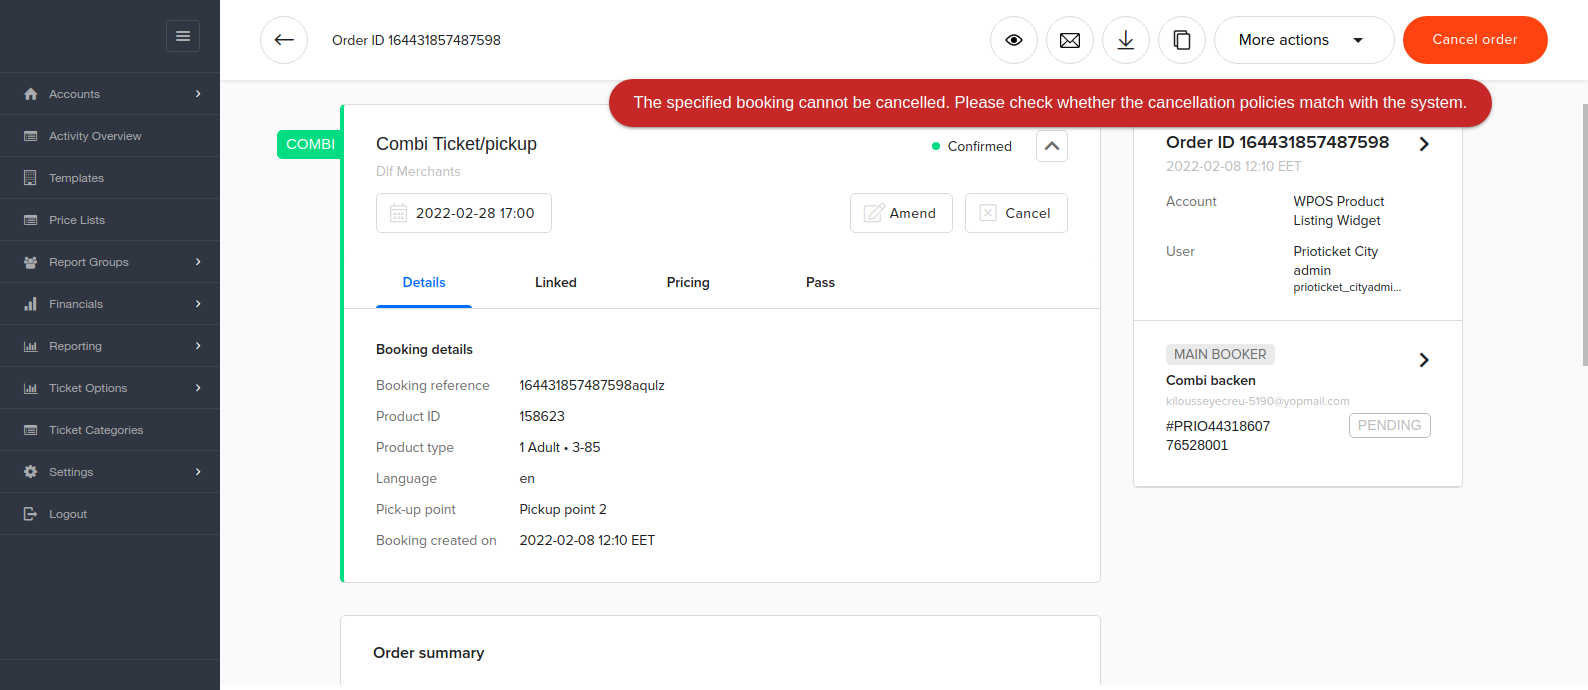 Order ID 164431857487598
More actions
Cancel order
The specified booking cannot be cancelled. Please check whether the cancellation policies match with the system.
Accounts
Activity Overview
Templates
Price Lists
Report Groups
Financials
Reporting
Ticket Options
Ticket Categories
Settings
Logout
COMBI
Combi Ticket/pickup
Confirmed
Dlf Merchants
2022-02-28 17:00
Amend
Cancel
Details Linked Pricing Pass
Booking details
Booking reference 164431857487598aqulz
Product ID 158623
Product type 1 Adult • 3-85
Language en
Pick-up point Pickup point 2
Booking created on 2022-02-08 12:10 EET
Order summary
Order ID 164431857487598
2022-02-08 12:10 EET
Account WPOS Product
Listing Widget
User Prioticket City
admin
prioticket_cityadmi...
MAIN BOOKER
Combi backen
kilousseyecreu-5190@yopmail.com
#PRIO44318607
76528001
PENDING